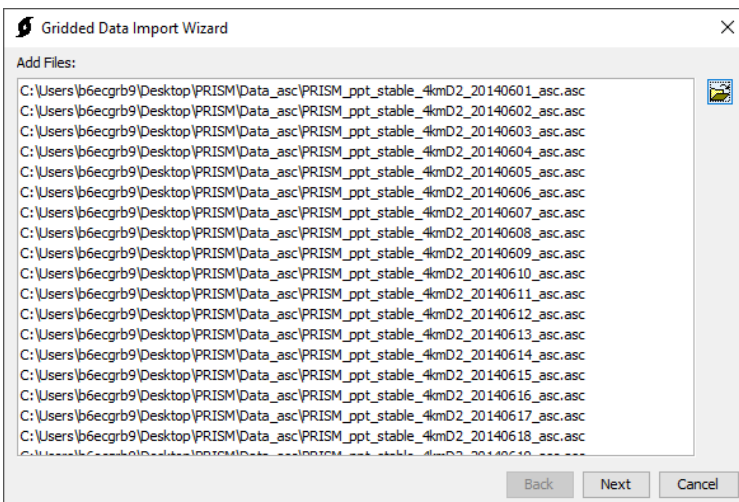 Gridded Data Import Wizard
Add Files:
C:\Users\b6ecgrb9\Desktop\PRISM\Data_asc\PRISM_ppt_stable_4kmD2_20140601_asc.asc
C:\Users\b6ecgrb9\Desktop\PRISM\Data_asc\PRISM_ppt_stable_4kmD2_20140602_asc.asc
C:\Users\b6ecgrb9\Desktop\PRISM\Data_asc\PRISM_ppt_stable_4kmD2_20140603_asc.asc
C:\Users\b6ecgrb9\Desktop\PRISM\Data_asc\PRISM_ppt_stable_4kmD2_20140604_asc.asc
C:\Users\b6ecgrb9\Desktop\PRISM\Data_asc\PRISM_ppt_stable_4kmD2_20140605_asc.asc
C:\Users\b6ecgrb9\Desktop\PRISM\Data_asc\PRISM_ppt_stable_4kmD2_20140606_asc.asc
C:\Users\b6ecgrb9\Desktop\PRISM\Data_asc\PRISM_ppt_stable_4kmD2_20140607_asc.asc
C:\Users\b6ecgrb9\Desktop\PRISM\Data_asc\PRISM_ppt_stable_4kmD2_20140608_asc.asc
C:\Users\b6ecgrb9\Desktop\PRISM\Data_asc\PRISM_ppt_stable_4kmD2_20140609_asc.asc
C:\Users\b6ecgrb9\Desktop\PRISM\Data_asc\PRISM_ppt_stable_4kmD2_20140610_asc.asc
C:\Users\b6ecgrb9\Desktop\PRISM\Data_asc\PRISM_ppt_stable_4kmD2_20140611_asc.asc
C:\Users\b6ecgrb9\Desktop\PRISM\Data_asc\PRISM_ppt_stable_4kmD2_20140612_asc.asc
C:\Users\b6ecgrb9\Desktop\PRISM\Data_asc\PRISM_ppt_stable_4kmD2_20140613_asc.asc
C:\Users\b6ecgrb9\Desktop\PRISM\Data_asc\PRISM_ppt_stable_4kmD2_20140614_asc.asc
C:\Users\b6ecgrb9\Desktop\PRISM\Data_asc\PRISM_ppt_stable_4kmD2_20140615_asc.asc
C:\Users\b6ecgrb9\Desktop\PRISM\Data_asc\PRISM_ppt_stable_4kmD2_20140616_asc.asc
C:\Users\b6ecgrb9\Desktop\PRISM\Data_asc\PRISM_ppt_stable_4kmD2_20140617_asc.asc
C:\Users\b6ecgrb9\Desktop\PRISM\Data_asc\PRISM_ppt_stable_4kmD2_20140618_asc.asc
Back Next Cancel